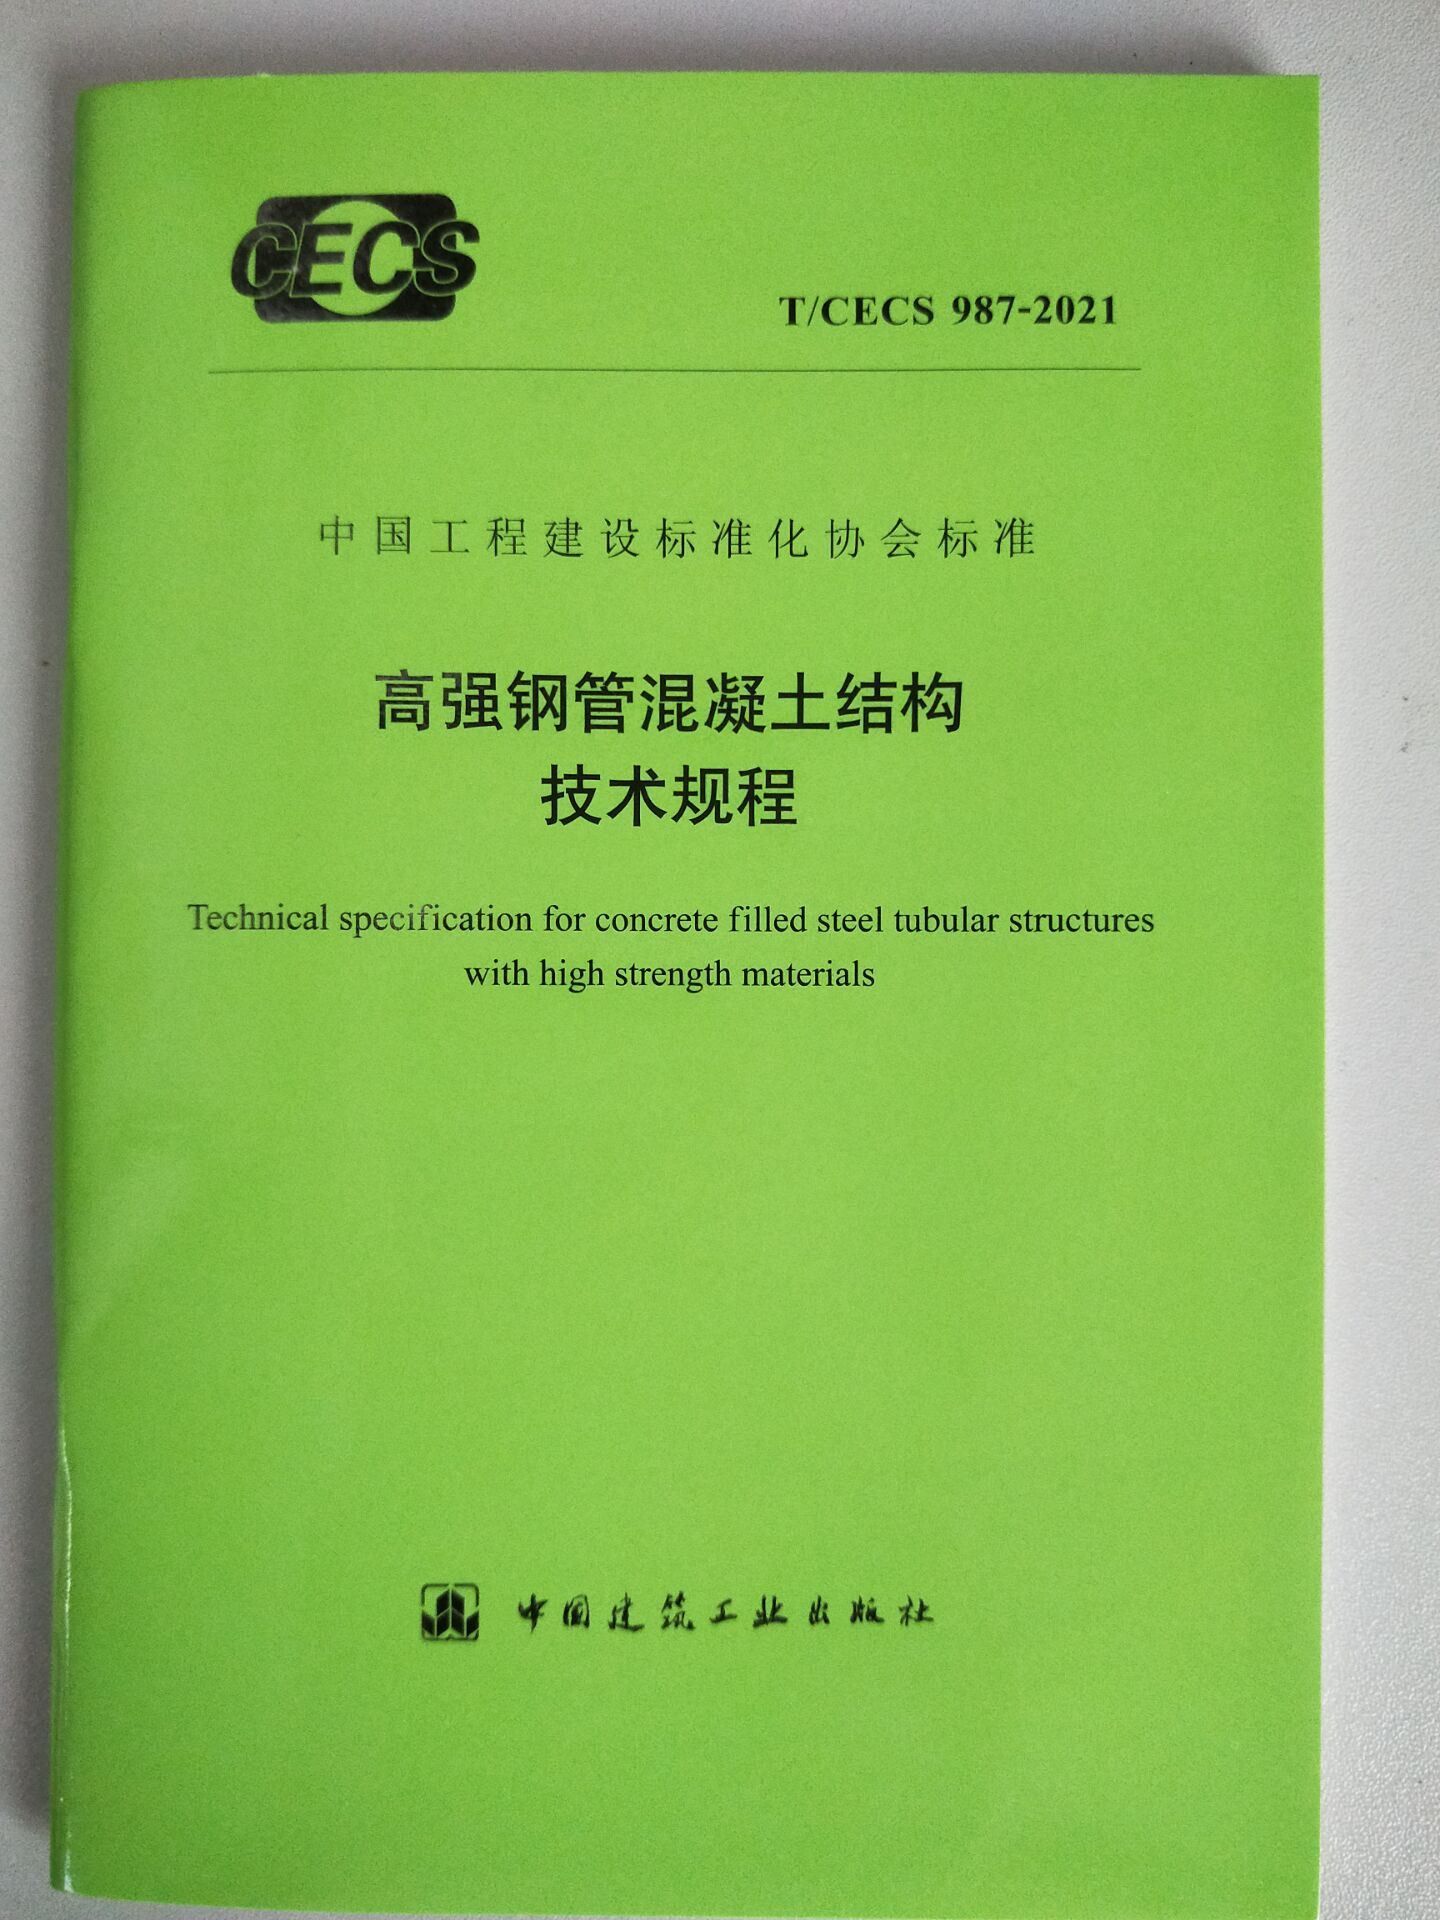 CECS
T/CECS 987-2021
中国工程建设标准化协会标准
高强钢管混凝土结构
技术规程
Technical specification for concrete filled steel tubular structures
with high strength materials
中国建筑工业出版社